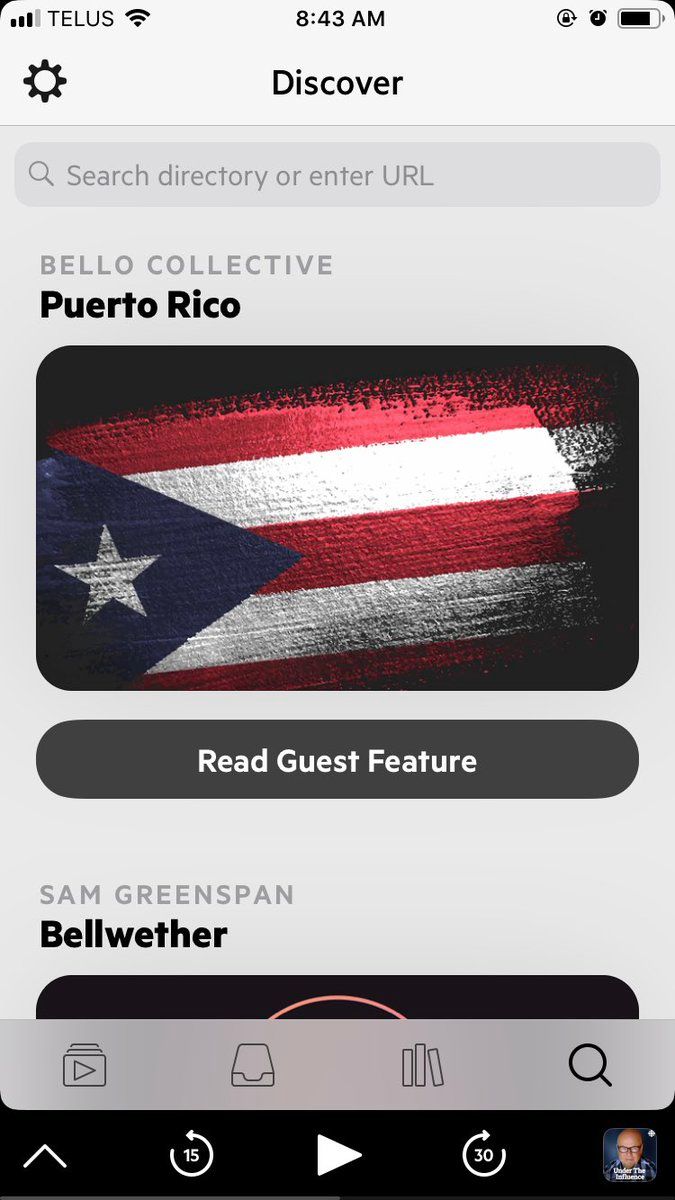 TELUS
8:43 AM
Discover
Search directory or enter URL
BELLO COLLECTIVE
Puerto Rico
Read Guest Feature
SAM GREENSPAN
Bellwether
15
30
Under The
Influence